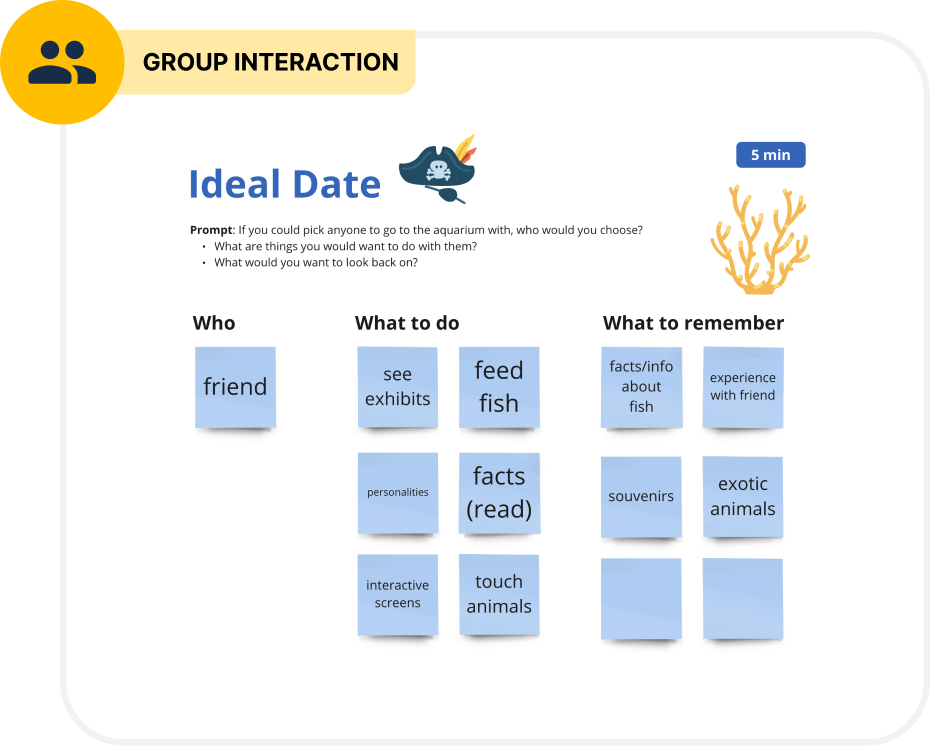 GROUP INTERACTION
Ideal Date
5 min
Prompt: If you could pick anyone to go to the aquarium with, who would you choose?
• What are things you would want to do with them?
• What would you want to look back on?
Who
What to do
What to remember
friend
see
exhibits
feed
fish
facts/info
about
fish
experience
with friend
personalities
facts
(read)
souvenirs
exotic
animals
interactive
screens
touch
animals